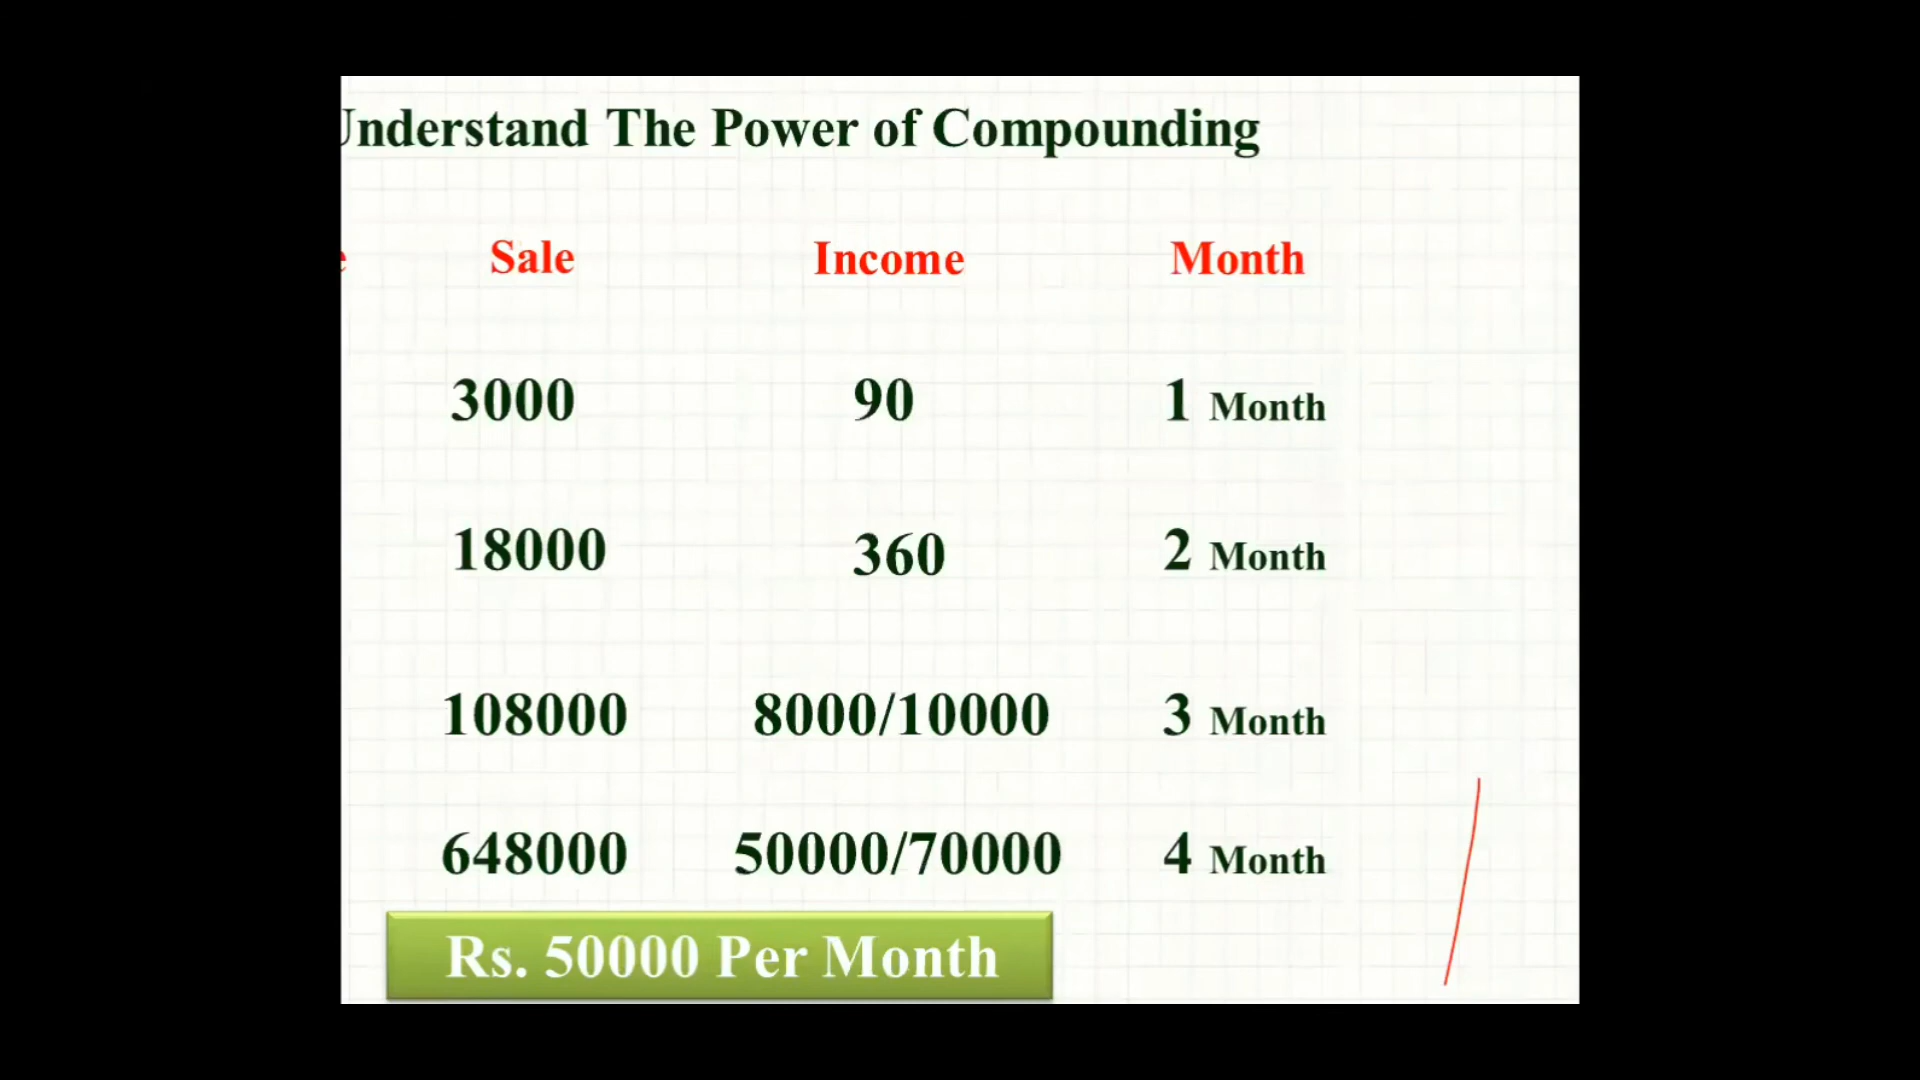 Understand The Power of Compounding
e Sale Income Month
3000 90 1 Month
18000 360 2 Month
108000 8000/10000 3 Month
648000 50000/70000 4 Month
Rs. 50000 Per Month